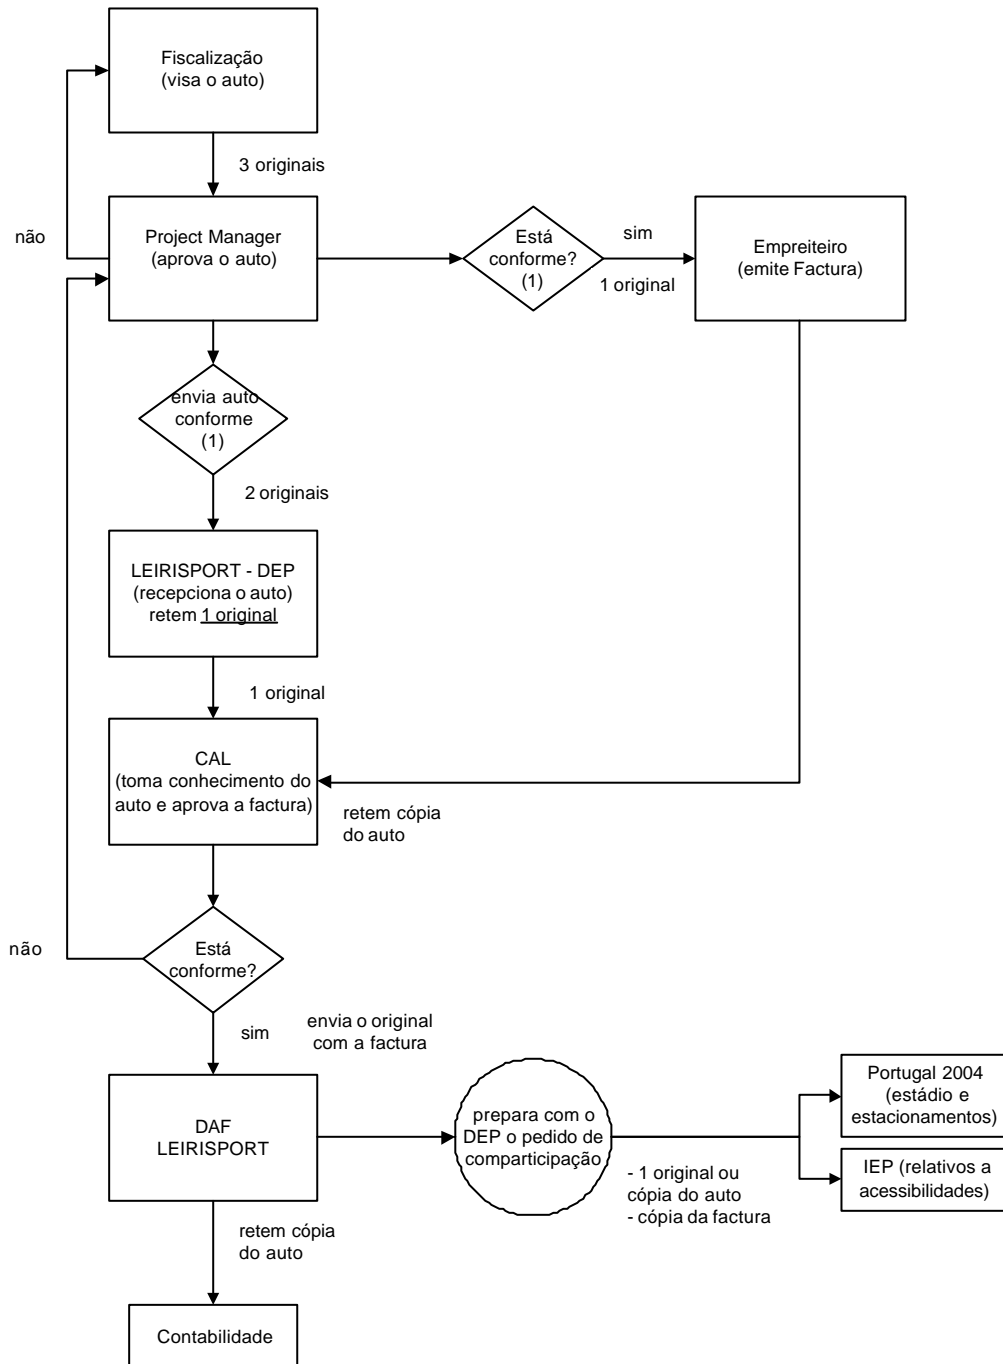 Fiscalização
(visa o auto)
3 originais
não
Project Manager
(aprova o auto)
Está
conforme?
(1)
sim
1 original
Empreiteiro
(emite Factura)
envia auto
conforme
(1)
2 originais
LEIRISPORT - DEP
(recepciona o auto)
retem 1 original
1 original
CAL
(toma conhecimento do
auto e aprova a factura)
retem cópia
do auto
não
Está
conforme?
sim
envia o original
com a factura
DAF
LEIRISPORT
prepara com o
DEP o pedido de
comparticipação
- 1 original ou
cópia do auto
- cópia da factura
Portugal 2004
(estádio e
estacionamentos)
IEP (relativos a
acessibilidades)
retem cópia
do auto
Contabilidade